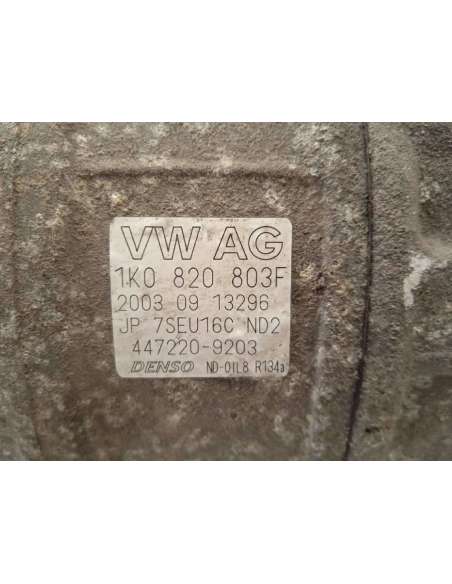 VW AG
1K0 820 803F
2003 09 13296
JP 7SEU16C ND2
447220-9203
DENSO ND-OIL8 R134a